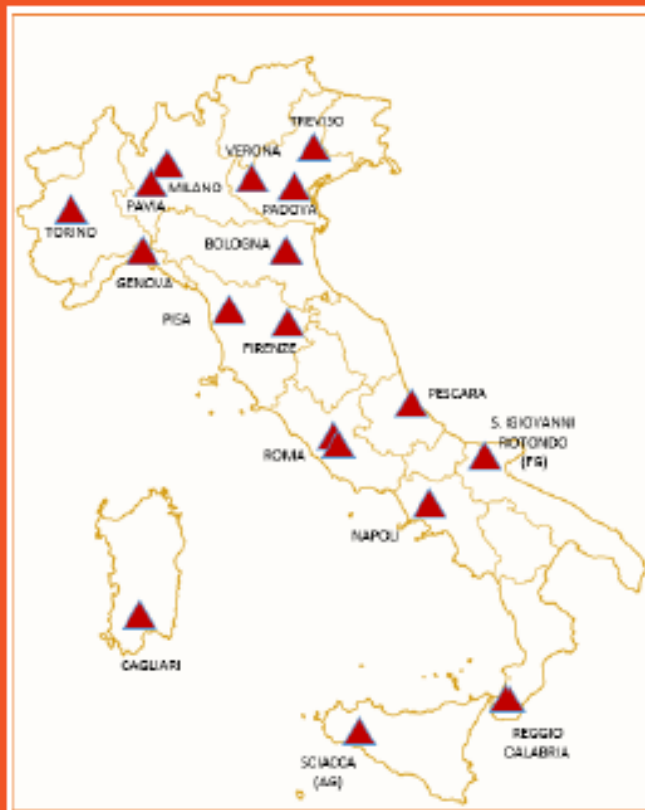 TREVISO
VERONA
MILANO
PAVIA
PADOVA
TORINO
BOLOGNA
GENOVA
PISA
FIRENZE
PESCARA
S. GIOVANNI
ROTONDO
(FG)
ROMA
NAPOLI
CAGLIARI
REGGIO
CALABRIA
SCIACCA
(AG)